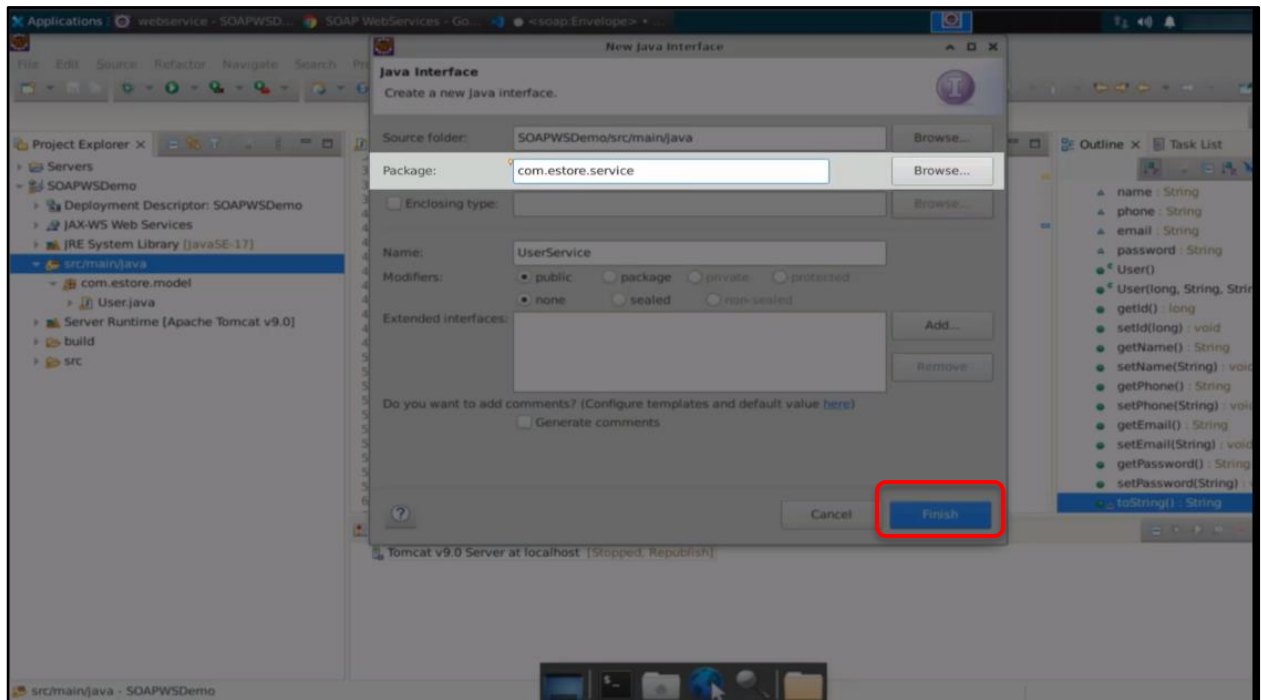 Applications : webservice - SOAPWSD... SOAP WebServices - Go... <soap:Envelope> • ...
New Java Interface
File Edit Source Refactor Navigate Search
Java Interface
Create a new Java interface.
Source folder: SOAPWSDemo/src/main/java Browse...
Package: com.estore.service Browse...
Enclosing type: Browse...
Name: UserService
Modifiers: public package private protected
none sealed non-sealed
Extended interfaces: Add...
Remove
Do you want to add comments? (Configure templates and default value here)
Generate comments
? Cancel Finish
Project Explorer
Servers
SOAPWSDemo
Deployment Descriptor: SOAPWSDemo
JAX-WS Web Services
JRE System Library [JavaSE-17]
src/main/java
com.estore.model
User.java
Server Runtime [Apache Tomcat v9.0]
build
src
Outline Task List
name : String
phone : String
email : String
password : String
User()
User(long, String, Strin
getId() : long
setId(long) : void
getName() : String
setName(String) : void
getPhone() : String
setPhone(String) : void
getEmail() : String
setEmail(String) : void
getPassword() : String
setPassword(String) :
toString() : String
Tomcat v9.0 Server at localhost [Stopped, Republish]
src/main/java - SOAPWSDemo